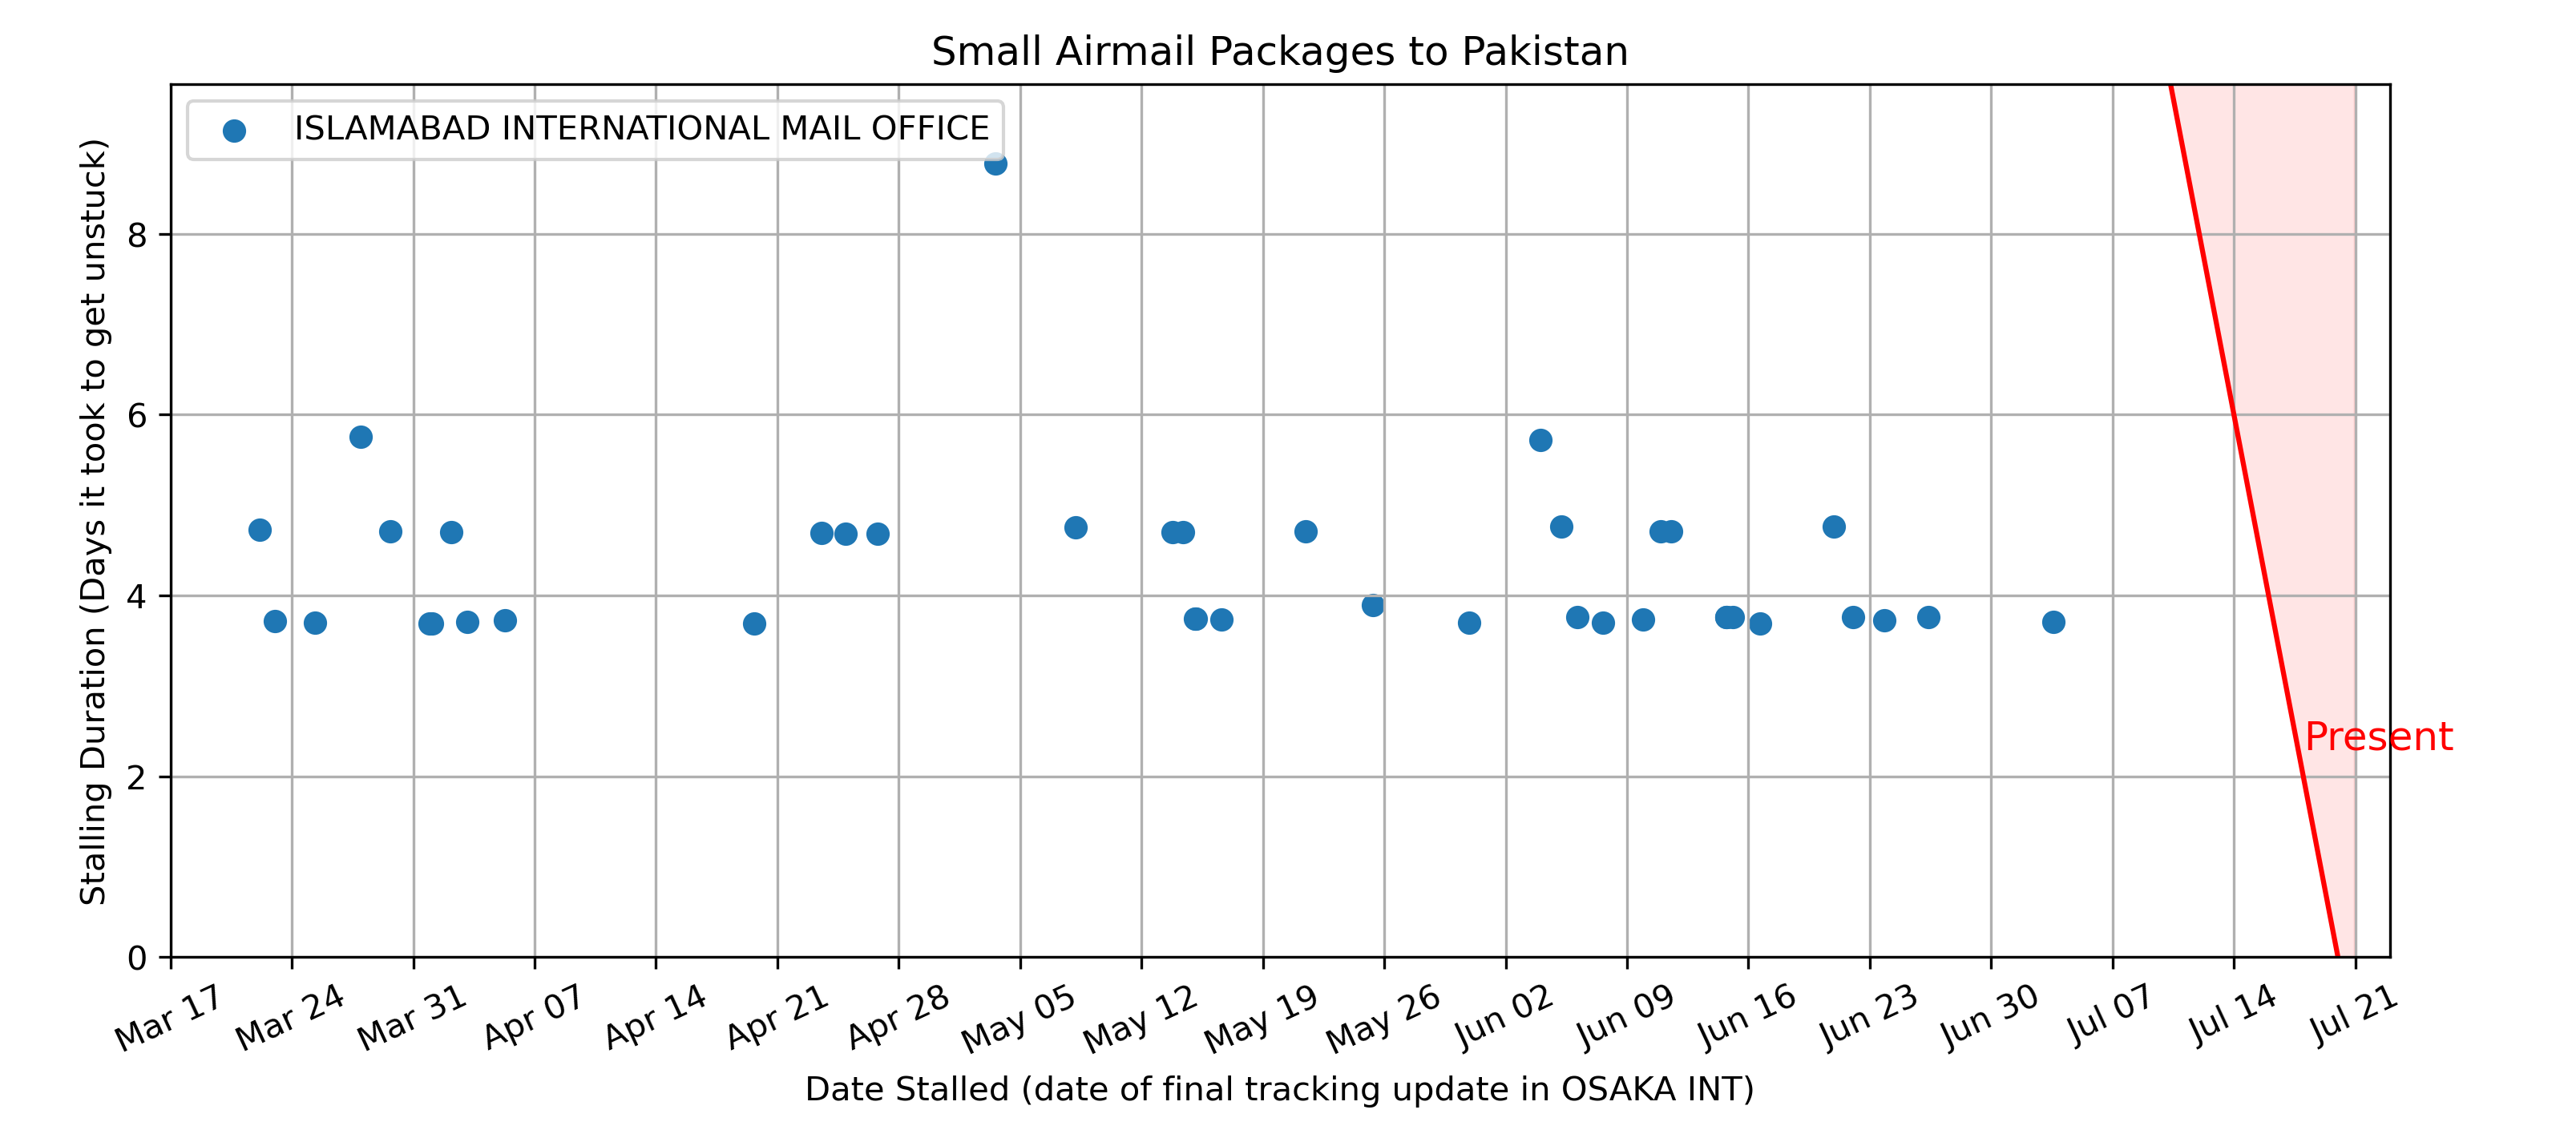 Small Airmail Packages to Pakistan
ISLAMABAD INTERNATIONAL MAIL OFFICE
Stalling Duration (Days it took to get unstuck)
8
6
4
2
0
Present
Mar 17
Mar 24
Mar 31
Apr 07
Apr 14
Apr 21
Apr 28
May 05
May 12
May 19
May 26
Jun 02
Jun 09
Jun 16
Jun 23
Jun 30
Jul 07
Jul 14
Jul 21
Date Stalled (date of final tracking update in OSAKA INT)